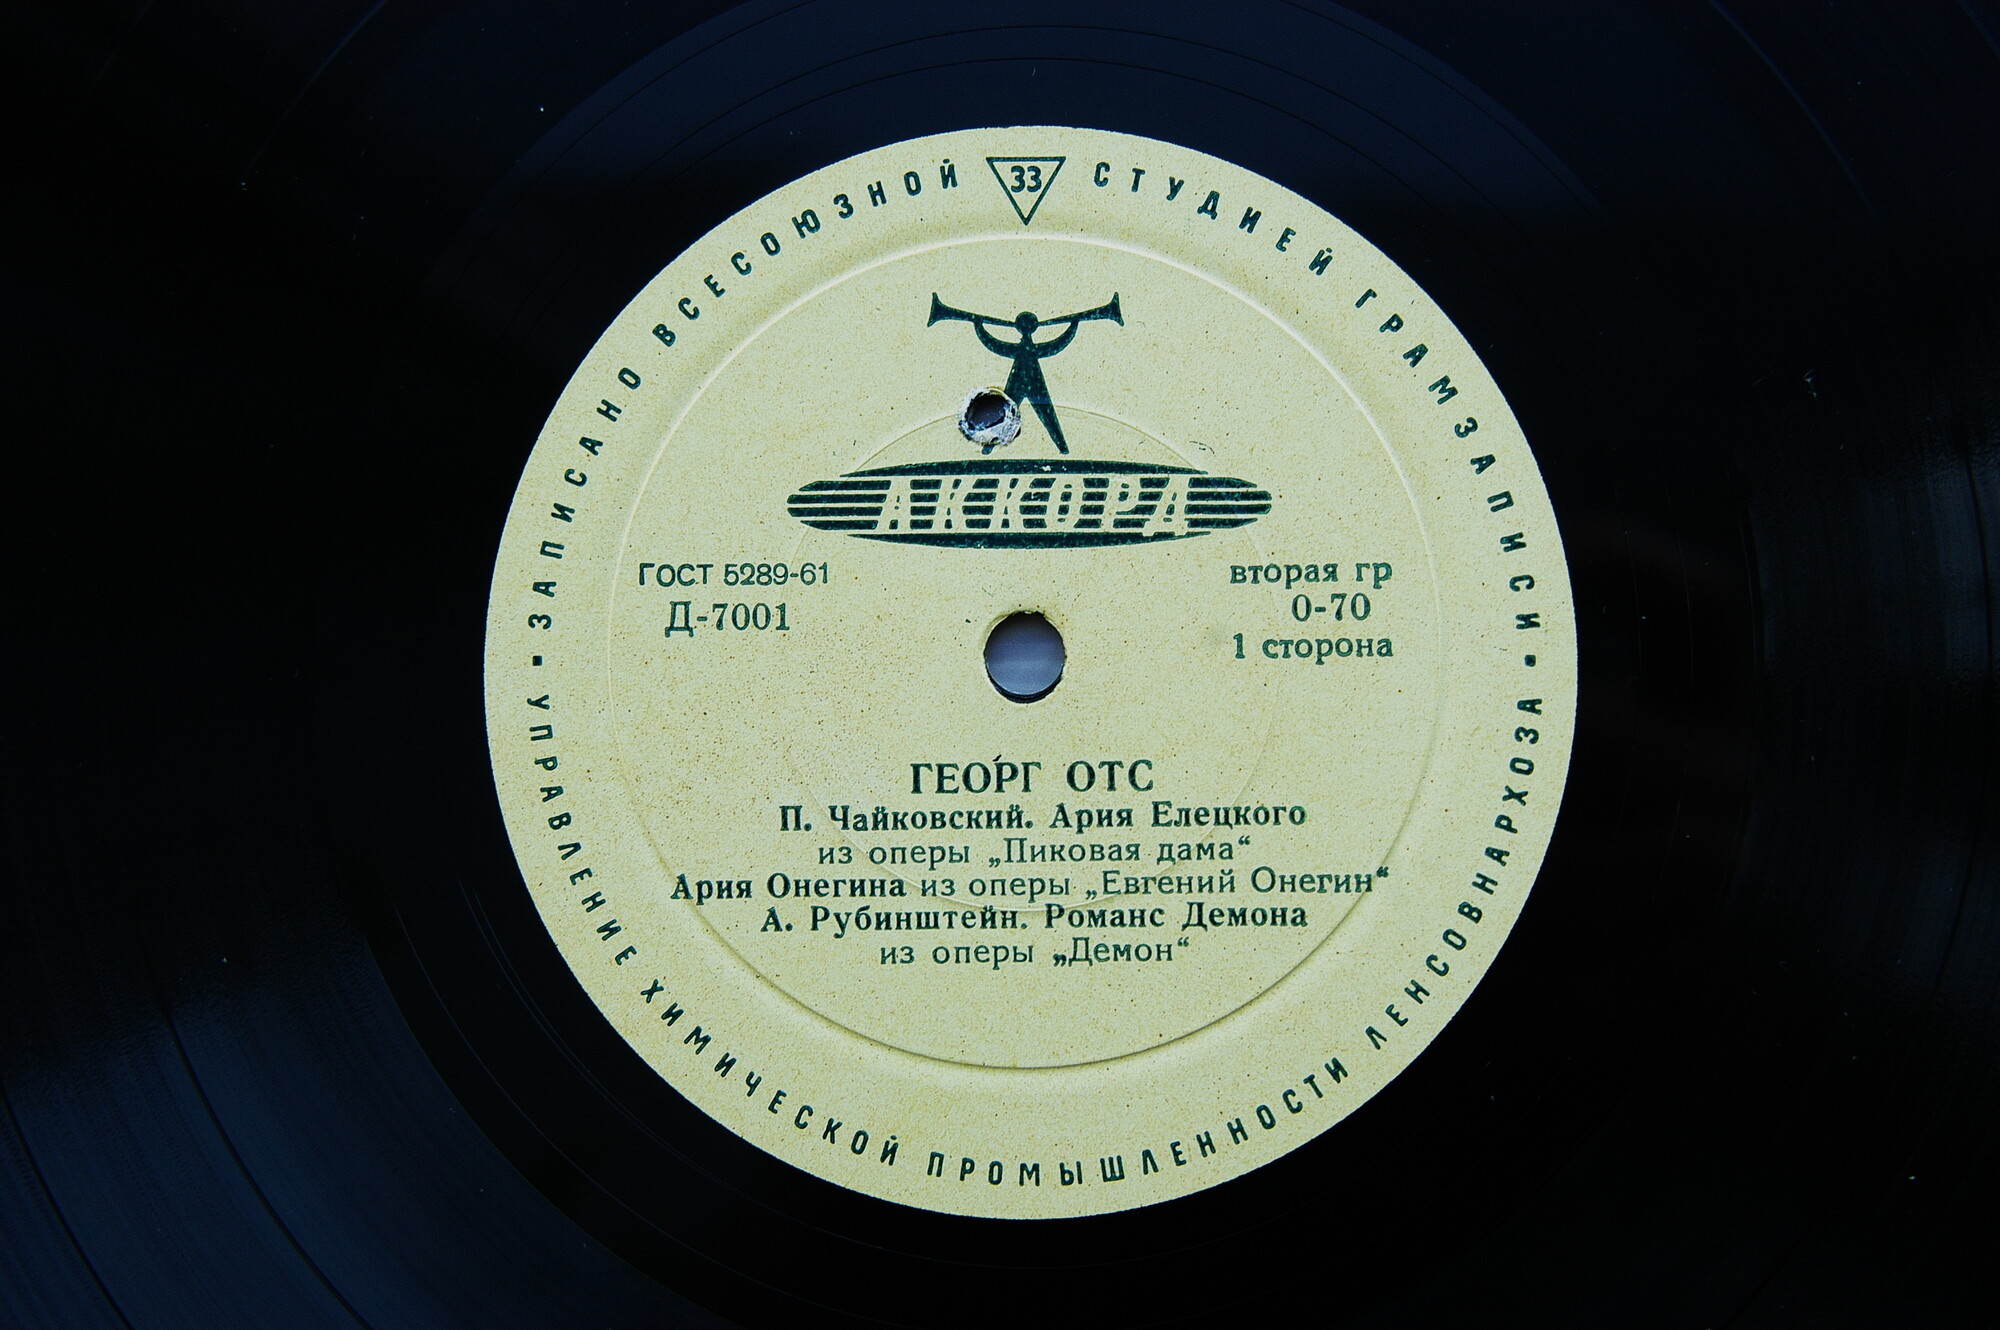 ЗАПИСАНО ВСЕСОЮЗНОЙ 33 СТУДИЕЙ ГРАМЗАПИСИ
АККОРД
ГОСТ 5289-61
Д-7001
вторая гр
0-70
1 сторона
ГЕОРГ ОТС
П. Чайковский. Ария Елецкого
из оперы „Пиковая дама“
Ария Онегина из оперы „Евгений Онегин“
А. Рубинштейн. Романс Демона
из оперы „Демон“
УПРАВЛЕНИЕ ХИМИЧЕСКОЙ ПРОМЫШЛЕННОСТИ ЛЕНСОВНАРХОЗА